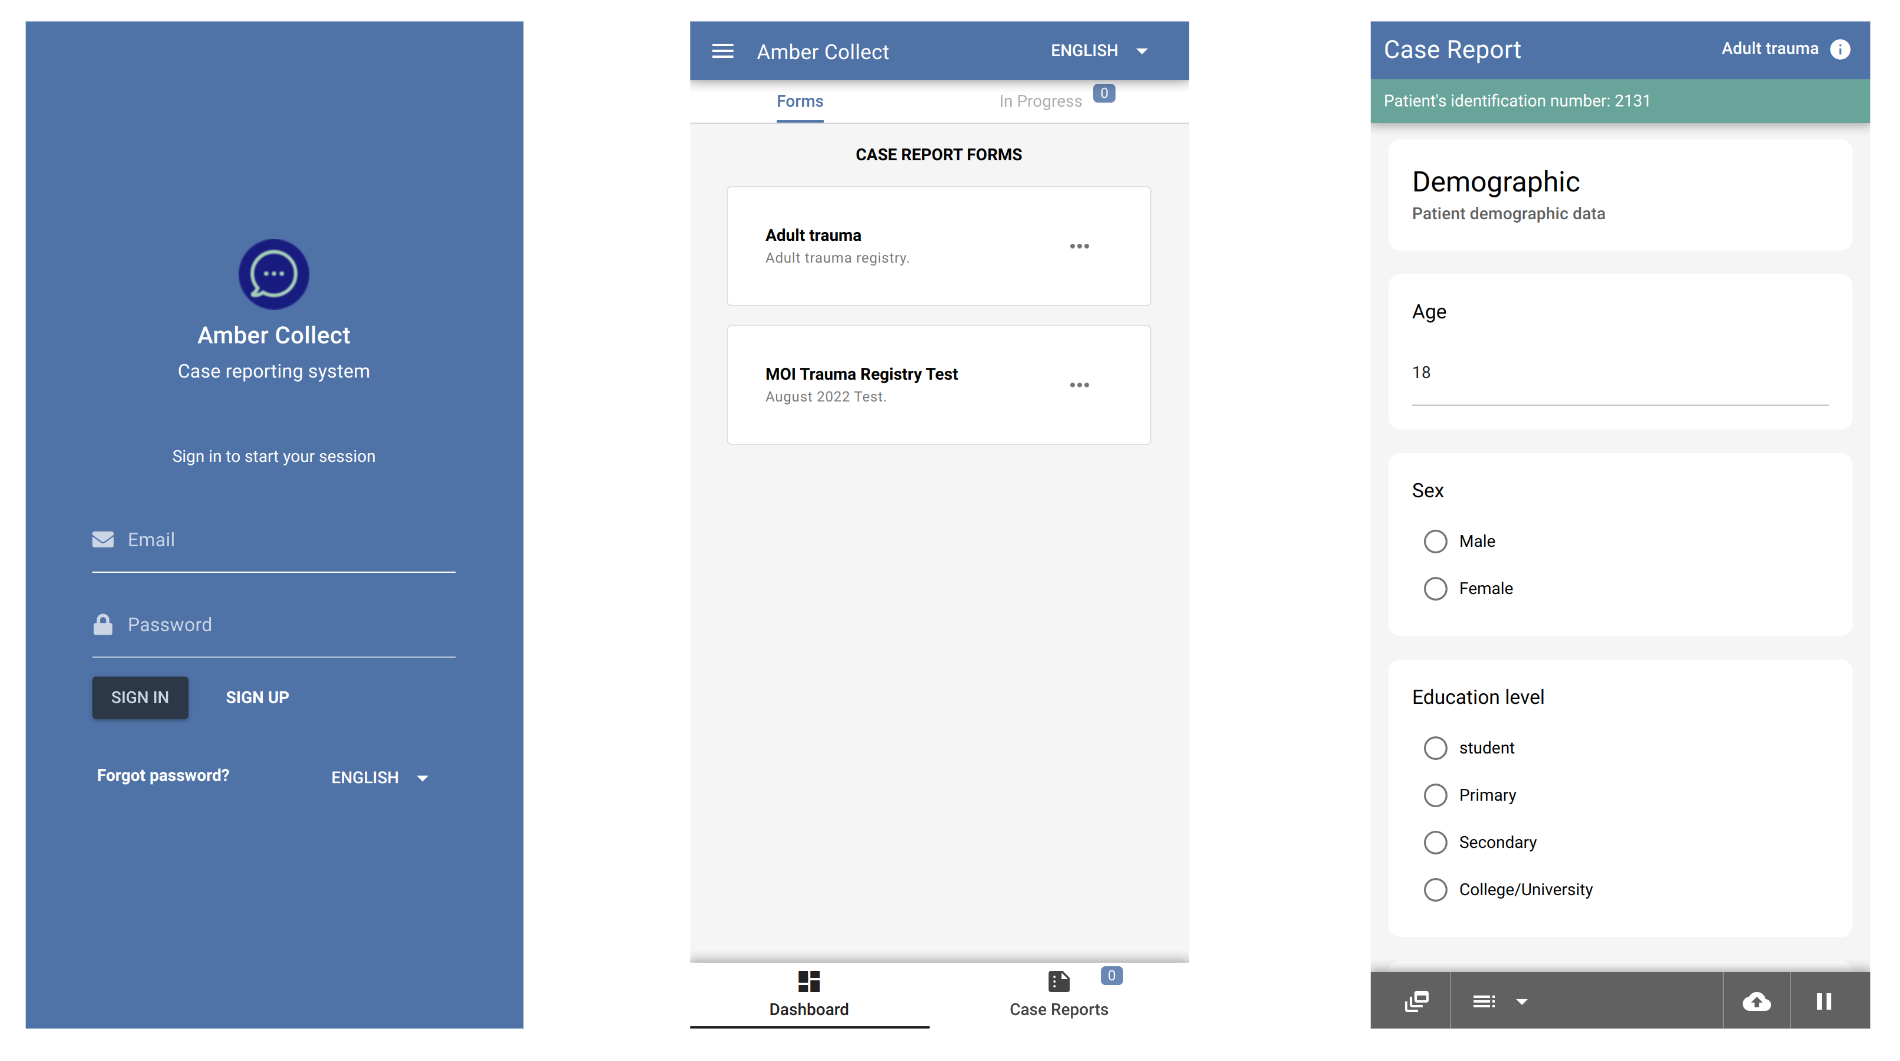 Amber Collect
Case reporting system
Sign in to start your session
Email
Password
SIGN IN SIGN UP
Forgot password? ENGLISH
Amber Collect ENGLISH
Forms In Progress 0
CASE REPORT FORMS
Adult trauma
Adult trauma registry.
MOI Trauma Registry Test
August 2022 Test.
0
Dashboard Case Reports
Case Report Adult trauma
Patient's identification number: 2131
Demographic
Patient demographic data
Age
18
Sex
Male
Female
Education level
student
Primary
Secondary
College/University